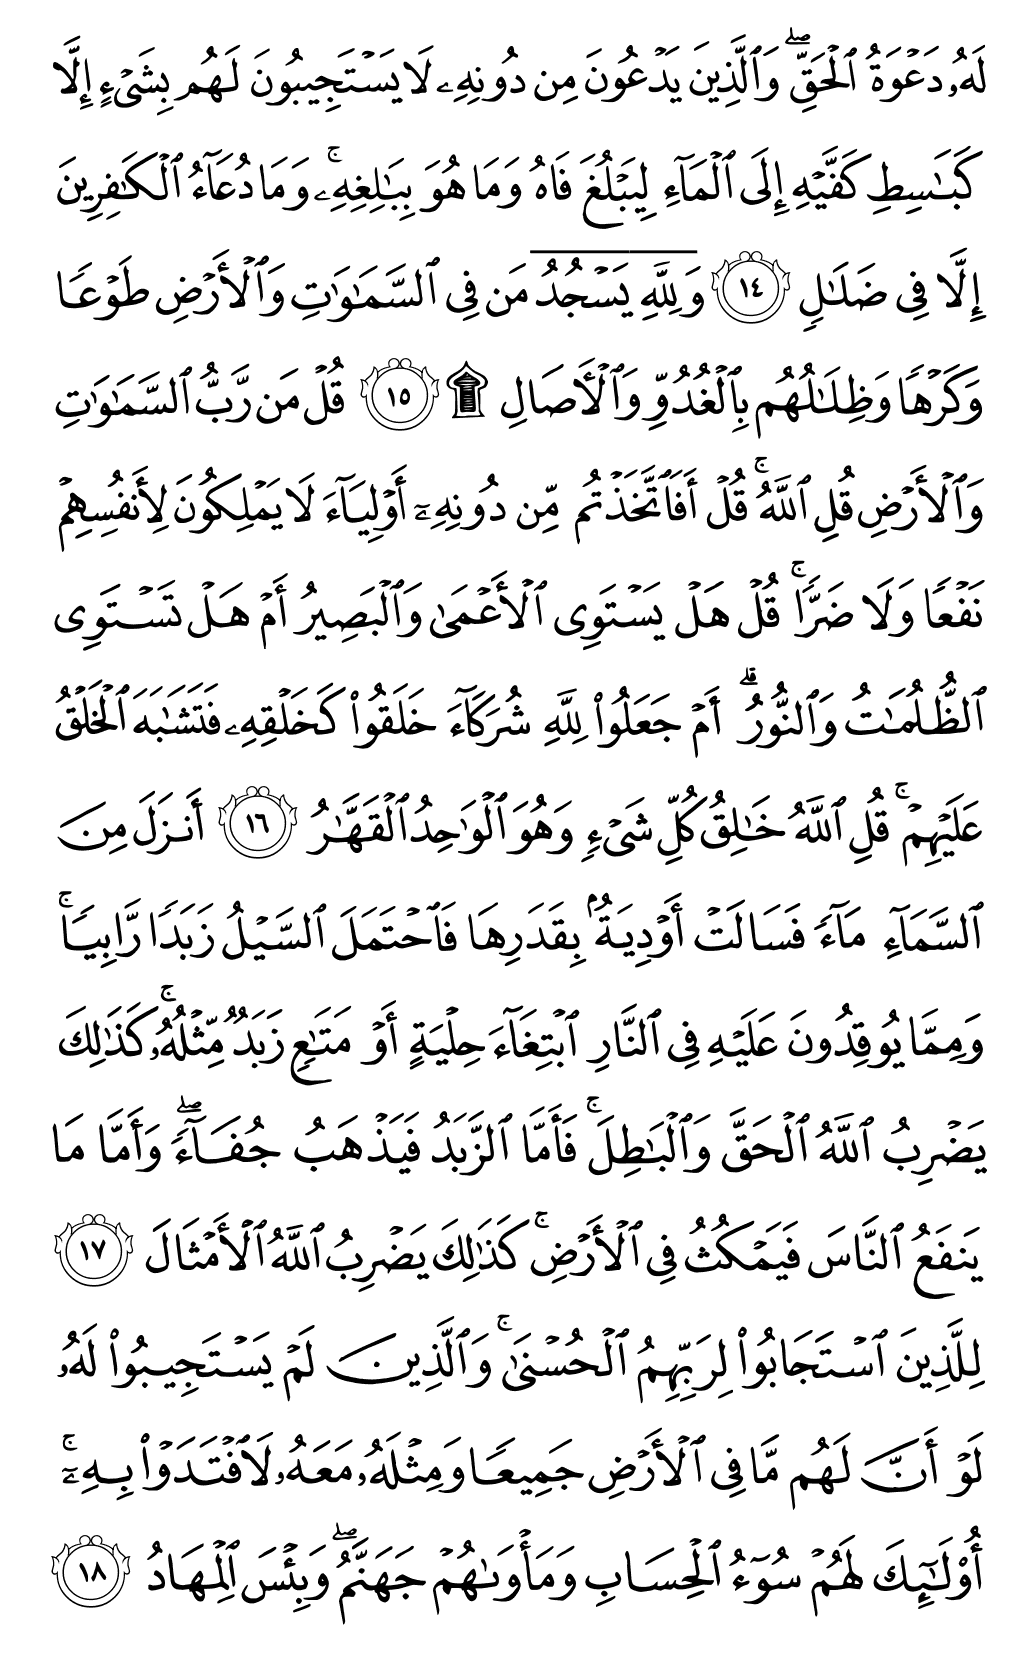 لَهُۥ دَعۡوَةُ ٱلۡحَقِّۖ وَٱلَّذِينَ يَدۡعُونَ مِن دُونِهِۦ لَا يَسۡتَجِيبُونَ لَهُم بِشَيۡءٍ إِلَّا
كَبَٰسِطِ كَفَّيۡهِ إِلَى ٱلۡمَآءِ لِيَبۡلُغَ فَاهُ وَمَا هُوَ بِبَٰلِغِهِۦۚ وَمَا دُعَآءُ ٱلۡكَٰفِرِينَ
إِلَّا فِي ضَلَٰلٖ ١٤ وَلِلَّهِۤ يَسۡجُدُۤ مَن فِي ٱلسَّمَٰوَٰتِ وَٱلۡأَرۡضِ طَوۡعٗا
وَكَرۡهٗا وَظِلَٰلُهُم بِٱلۡغُدُوِّ وَٱلۡأٓصَالِ ۩ ١٥ قُلۡ مَن رَّبُّ ٱلسَّمَٰوَٰتِ
وَٱلۡأَرۡضِ قُلِ ٱللَّهُۚ قُلۡ أَفَٱتَّخَذۡتُم مِّن دُونِهِۦٓ أَوۡلِيَآءَ لَا يَمۡلِكُونَ لِأَنفُسِهِمۡ
نَفۡعٗا وَلَا ضَرّٗاۚ قُلۡ هَلۡ يَسۡتَوِي ٱلۡأَعۡمَىٰ وَٱلۡبَصِيرُ أَمۡ هَلۡ تَسۡتَوِي
ٱلظُّلُمَٰتُ وَٱلنُّورُۗ أَمۡ جَعَلُواْ لِلَّهِ شُرَكَآءَ خَلَقُواْ كَخَلۡقِهِۦ فَتَشَٰبَهَ ٱلۡخَلۡقُ
عَلَيۡهِمۡۚ قُلِ ٱللَّهُ خَٰلِقُ كُلِّ شَيۡءٖ وَهُوَ ٱلۡوَٰحِدُ ٱلۡقَهَّٰرُ ١٦ أَنزَلَ مِنَ
ٱلسَّمَآءِ مَآءٗ فَسَالَتۡ أَوۡدِيَةُۢ بِقَدَرِهَا فَٱحۡتَمَلَ ٱلسَّيۡلُ زَبَدٗا رَّابِيٗاۚ
وَمِمَّا يُوقِدُونَ عَلَيۡهِ فِي ٱلنَّارِ ٱبۡتِغَآءَ حِلۡيَةٍ أَوۡ مَتَٰعٖ زَبَدٞ مِّثۡلُهُۥۚ كَذَٰلِكَ
يَضۡرِبُ ٱللَّهُ ٱلۡحَقَّ وَٱلۡبَٰطِلَۚ فَأَمَّا ٱلزَّبَدُ فَيَذۡهَبُ جُفَآءٗۖ وَأَمَّا مَا
يَنفَعُ ٱلنَّاسَ فَيَمۡكُثُ فِي ٱلۡأَرۡضِۚ كَذَٰلِكَ يَضۡرِبُ ٱللَّهُ ٱلۡأَمۡثَالَ ١٧
لِلَّذِينَ ٱسۡتَجَابُواْ لِرَبِّهِمُ ٱلۡحُسۡنَىٰۚ وَٱلَّذِينَ لَمۡ يَسۡتَجِيبُواْ لَهُۥ
لَوۡ أَنَّ لَهُم مَّا فِي ٱلۡأَرۡضِ جَمِيعٗا وَمِثۡلَهُۥ مَعَهُۥ لَٱفۡتَدَوۡاْ بِهِۦٓۚ
أُوْلَٰٓئِكَ لَهُمۡ سُوٓءُ ٱلۡحِسَابِ وَمَأۡوَىٰهُمۡ جَهَنَّمُۖ وَبِئۡسَ ٱلۡمِهَادُ ١٨